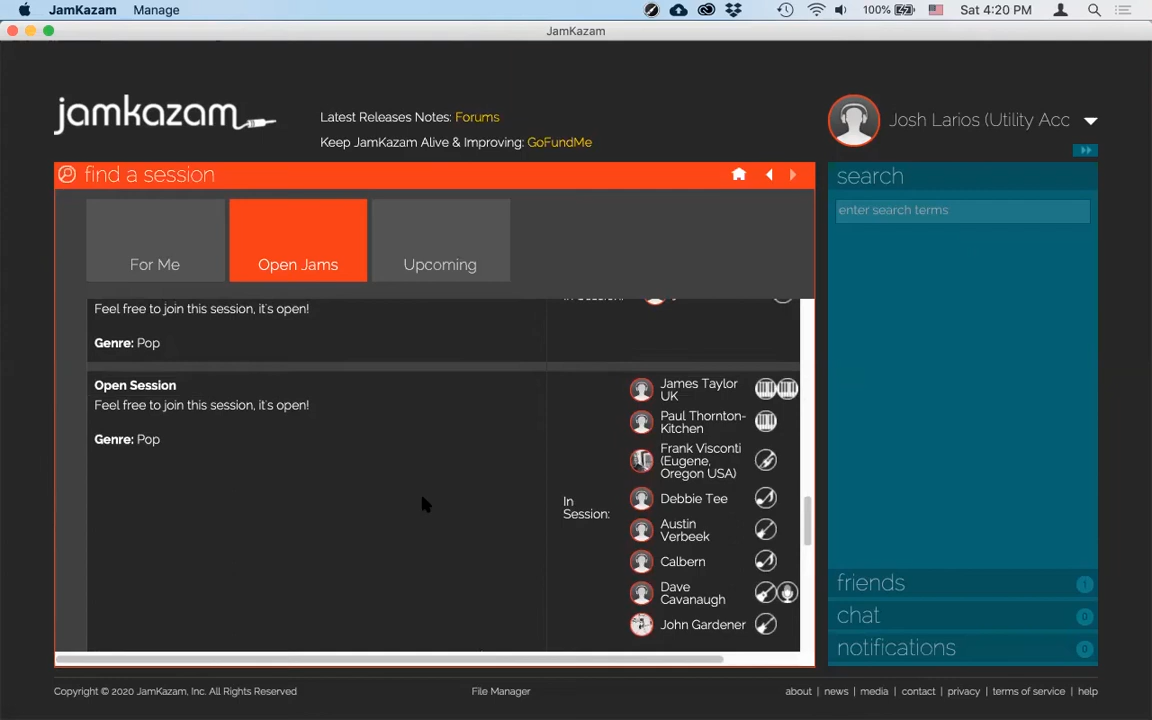 JamKazam Manage 100% Sat 4:20 PM
JamKazam
jamkazam
Latest Releases Notes: Forums
Keep JamKazam Alive & Improving: GoFundMe
Josh Larios (Utility Acc
find a session
search
enter search terms
For Me
Open Jams
Upcoming
Feel free to join this session, it's open!
Genre: Pop
Open Session
Feel free to join this session, it's open!
Genre: Pop
In
Session:
James Taylor
UK
Paul Thornton-
Kitchen
Frank Visconti
(Eugene,
Oregon USA)
Debbie Tee
Austin
Verbeek
Calbern
Dave
Cavanaugh
John Gardener
friends 1
chat 0
notifications 0
Copyright © 2020 JamKazam, Inc. All Rights Reserved
File Manager
about | news | media | contact | privacy | terms of service | help